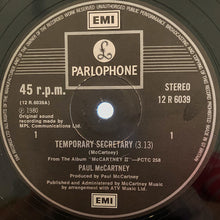 EMI
PARLOPHONE
45 r.p.m.
(12 R 6039A)
STEREO
12 R 6039
℗ 1980
Original sound
recording made by
MPL Communications Ltd.
1
1
TEMPORARY SECRETARY (3.13)
(McCartney)
From The Album "McCARTNEY II"—PCTC 258
PAUL McCARTNEY
Produced by Paul McCartney
Published and Administered by McCartney Music
by arrangement with ATV Music Ltd.
EMI